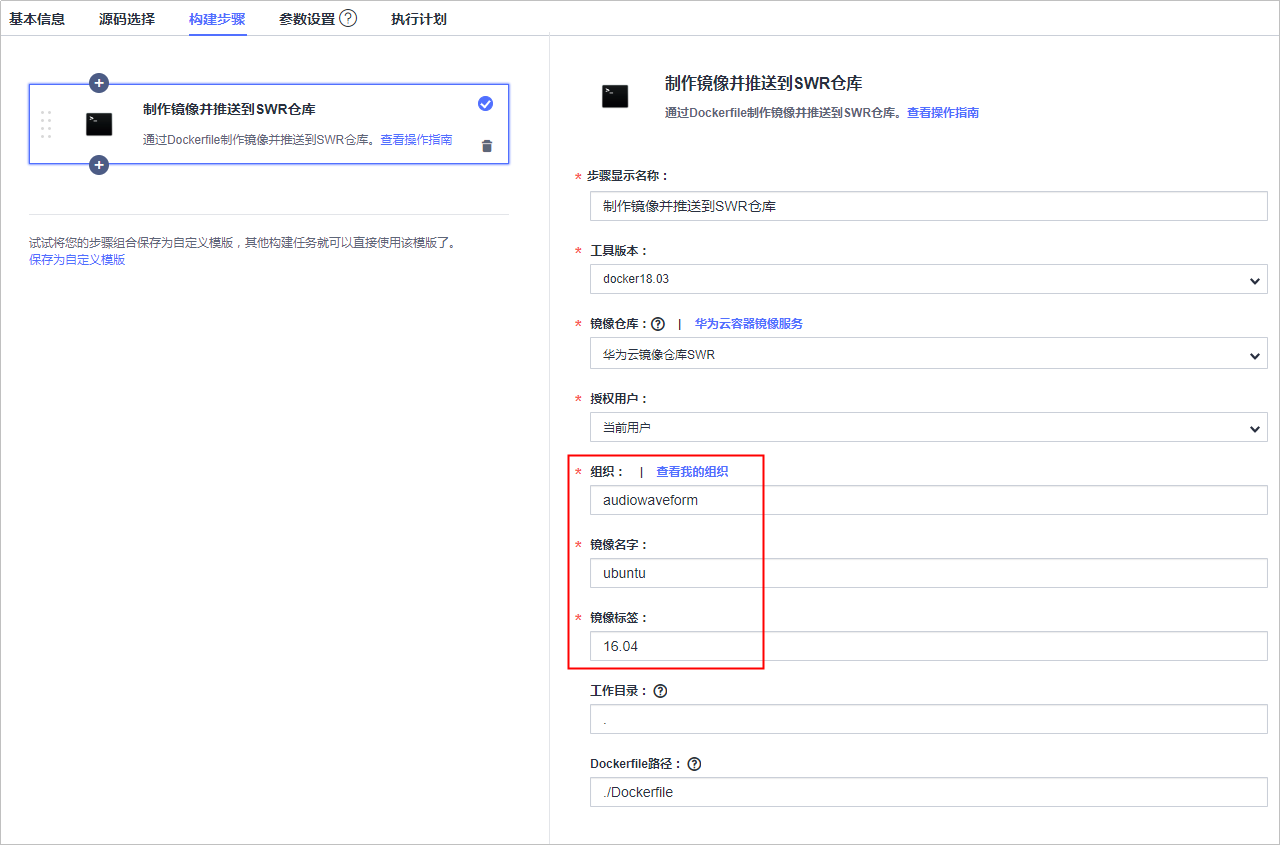 基本信息 源码选择 构建步骤 参数设置 ? 执行计划
制作镜像并推送到SWR仓库
通过Dockerfile制作镜像并推送到SWR仓库。查看操作指南
试试将您的步骤组合保存为自定义模版，其他构建任务就可以直接使用该模版了。
保存为自定义模版
制作镜像并推送到SWR仓库
通过Dockerfile制作镜像并推送到SWR仓库。查看操作指南
* 步骤显示名称：
制作镜像并推送到SWR仓库
* 工具版本：
docker18.03
* 镜像仓库：? | 华为云容器镜像服务
华为云镜像仓库SWR
* 授权用户：
当前用户
* 组织： | 查看我的组织
audiowaveform
* 镜像名字：
ubuntu
* 镜像标签：
16.04
工作目录：?
.
Dockerfile路径：?
./Dockerfile